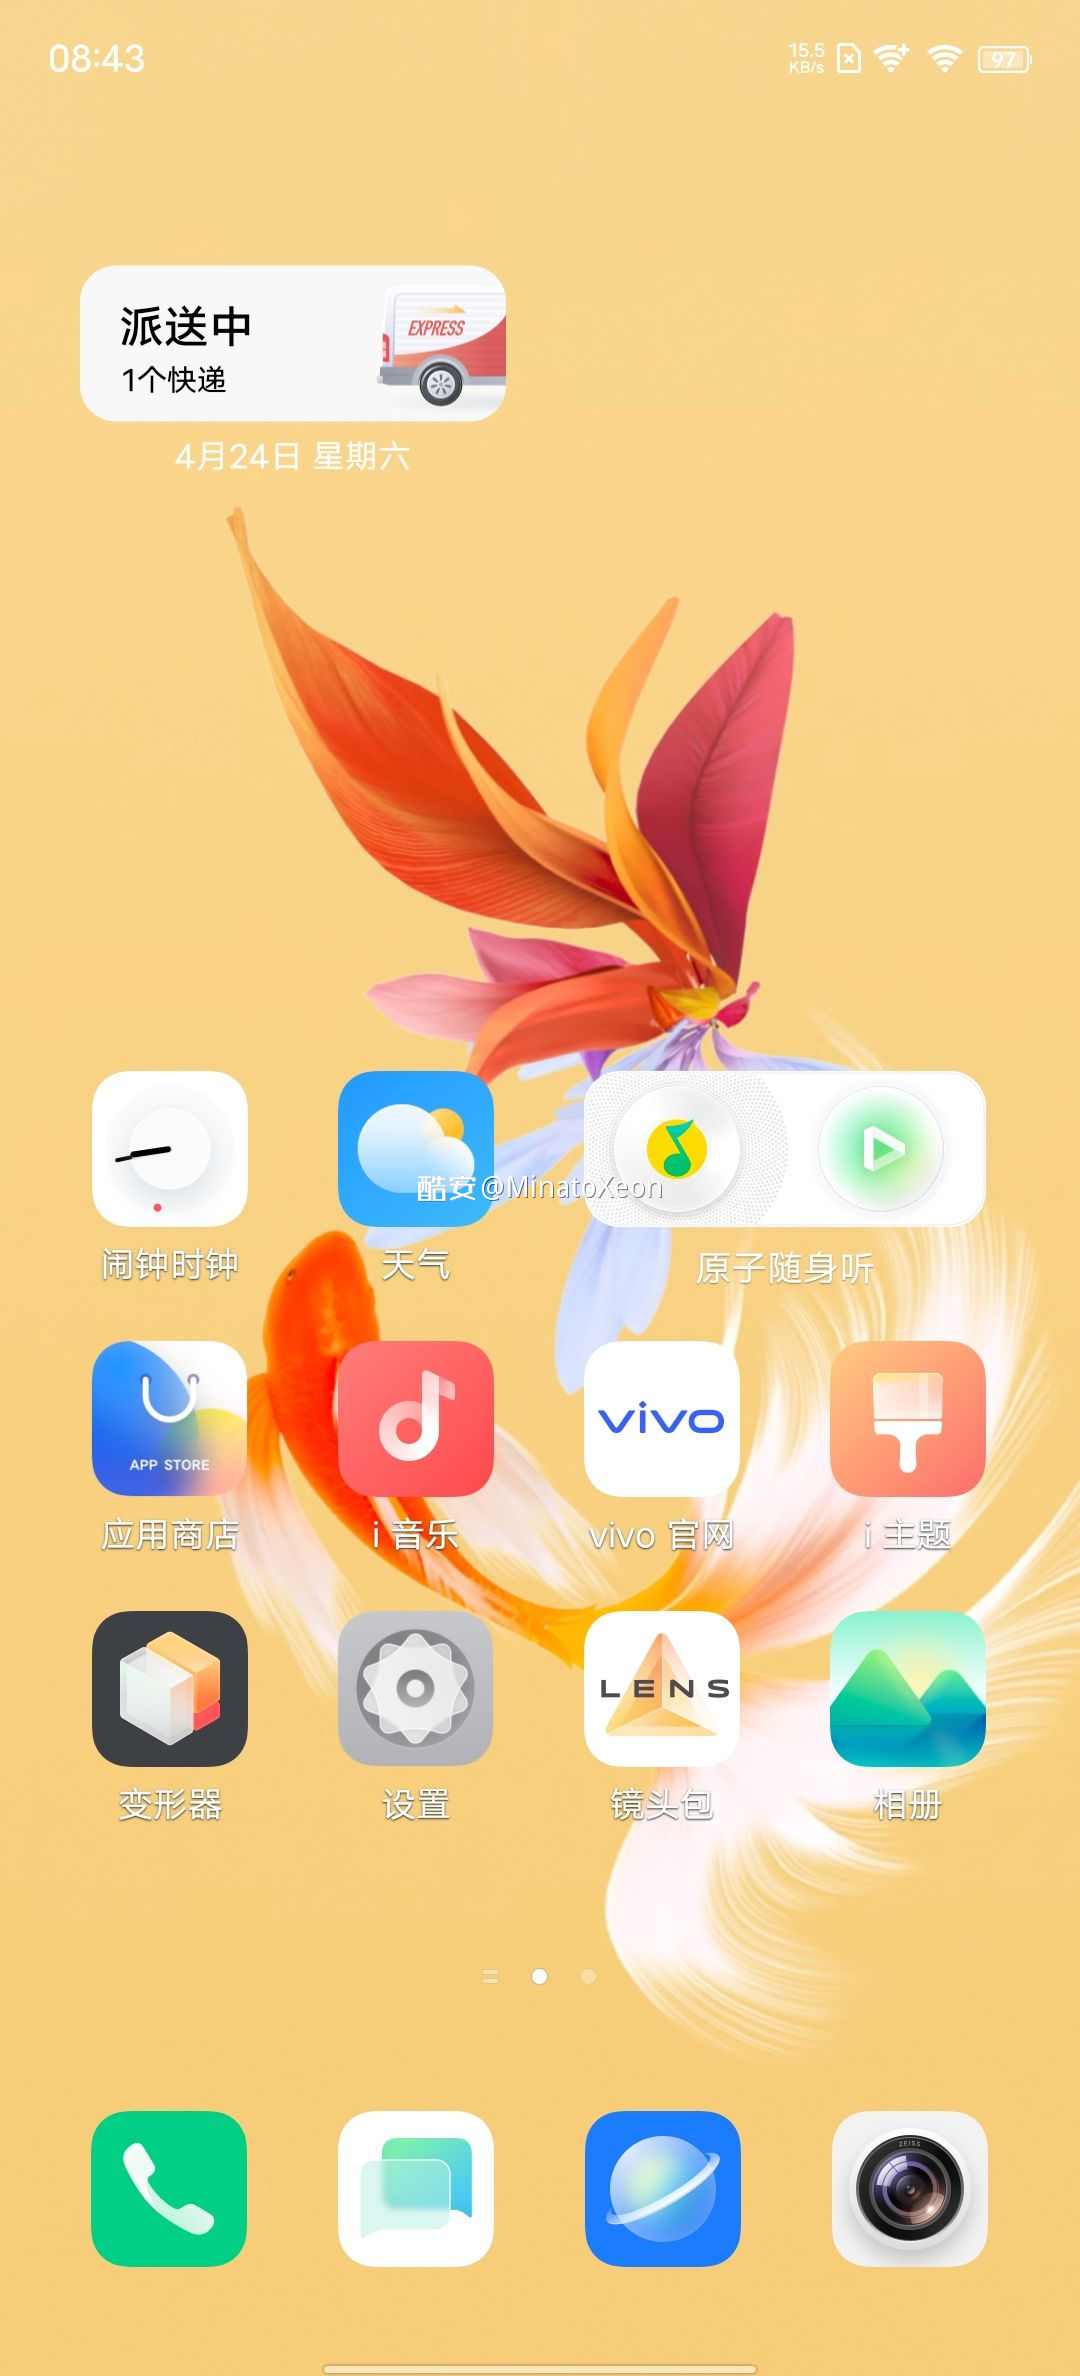 08:43
15.5
KB/s
97
派送中
1个快递
EXPRESS
4月24日 星期六
酷安@MinatoXeon
闹钟时钟
天气
原子随身听
APP STORE
vivo
应用商店
i 音乐
vivo 官网
i 主题
LENS
变形器
设置
镜头包
相册
ZEISS